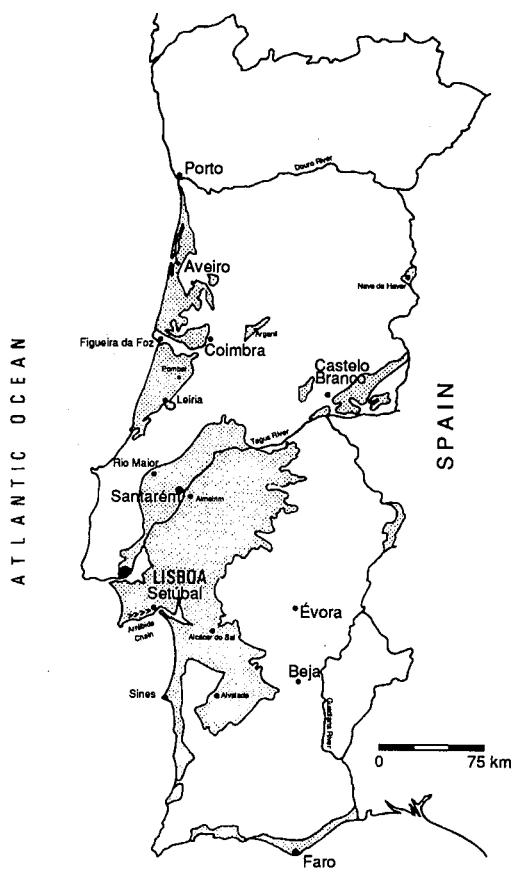 Porto
Douro River
Aveiro
Nave de Haver
Figueira da Foz
Coimbra
Arganil
Pombal
Castelo
Branco
Leiria
ATLANTIC OCEAN
SPAIN
Tagus River
Rio Maior
Santarém
Almeirim
LISBOA
Setúbal
Évora
Arrábida
Chain
Alcácer do Sal
Beja
Sines
Alvalade
Guadiana River
0 75 km
Faro